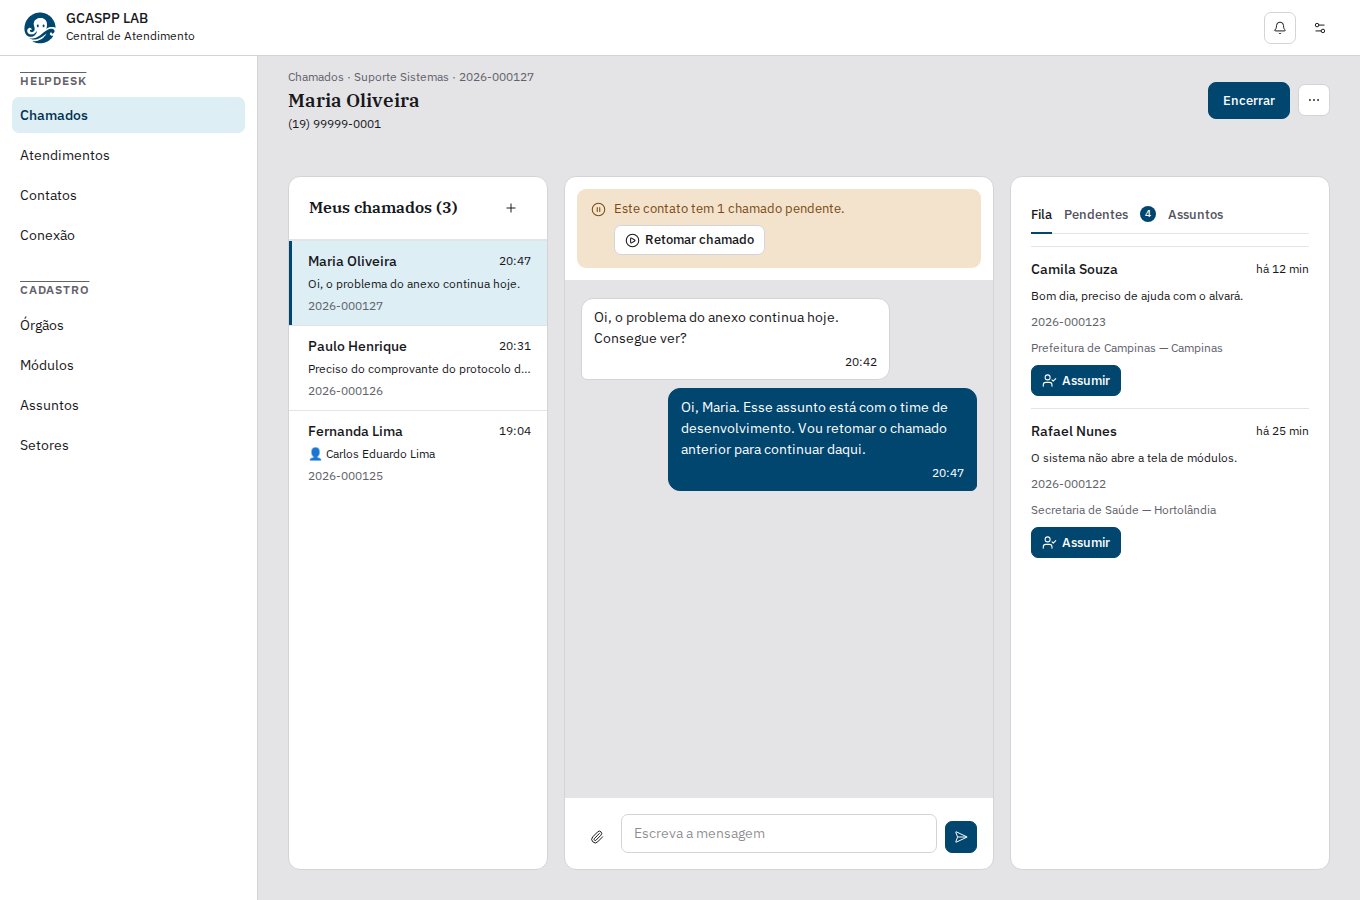 GCASPP LAB
Central de Atendimento
HELPDESK
Chamados
Atendimentos
Contatos
Conexão
CADASTRO
Órgãos
Módulos
Assuntos
Setores
Chamados · Suporte Sistemas · 2026-000127
Maria Oliveira
(19) 99999-0001
Encerrar
Meus chamados (3)
Maria Oliveira 20:47
Oi, o problema do anexo continua hoje.
2026-000127
Paulo Henrique 20:31
Preciso do comprovante do protocolo d...
2026-000126
Fernanda Lima 19:04
👤 Carlos Eduardo Lima
2026-000125
Este contato tem 1 chamado pendente.
Retomar chamado
Oi, o problema do anexo continua hoje.
Consegue ver?
20:42
Oi, Maria. Esse assunto está com o time de
desenvolvimento. Vou retomar o chamado
anterior para continuar daqui.
20:47
Escreva a mensagem
Fila Pendentes 4 Assuntos
Camila Souza há 12 min
Bom dia, preciso de ajuda com o alvará.
2026-000123
Prefeitura de Campinas — Campinas
Assumir
Rafael Nunes há 25 min
O sistema não abre a tela de módulos.
2026-000122
Secretaria de Saúde — Hortolândia
Assumir